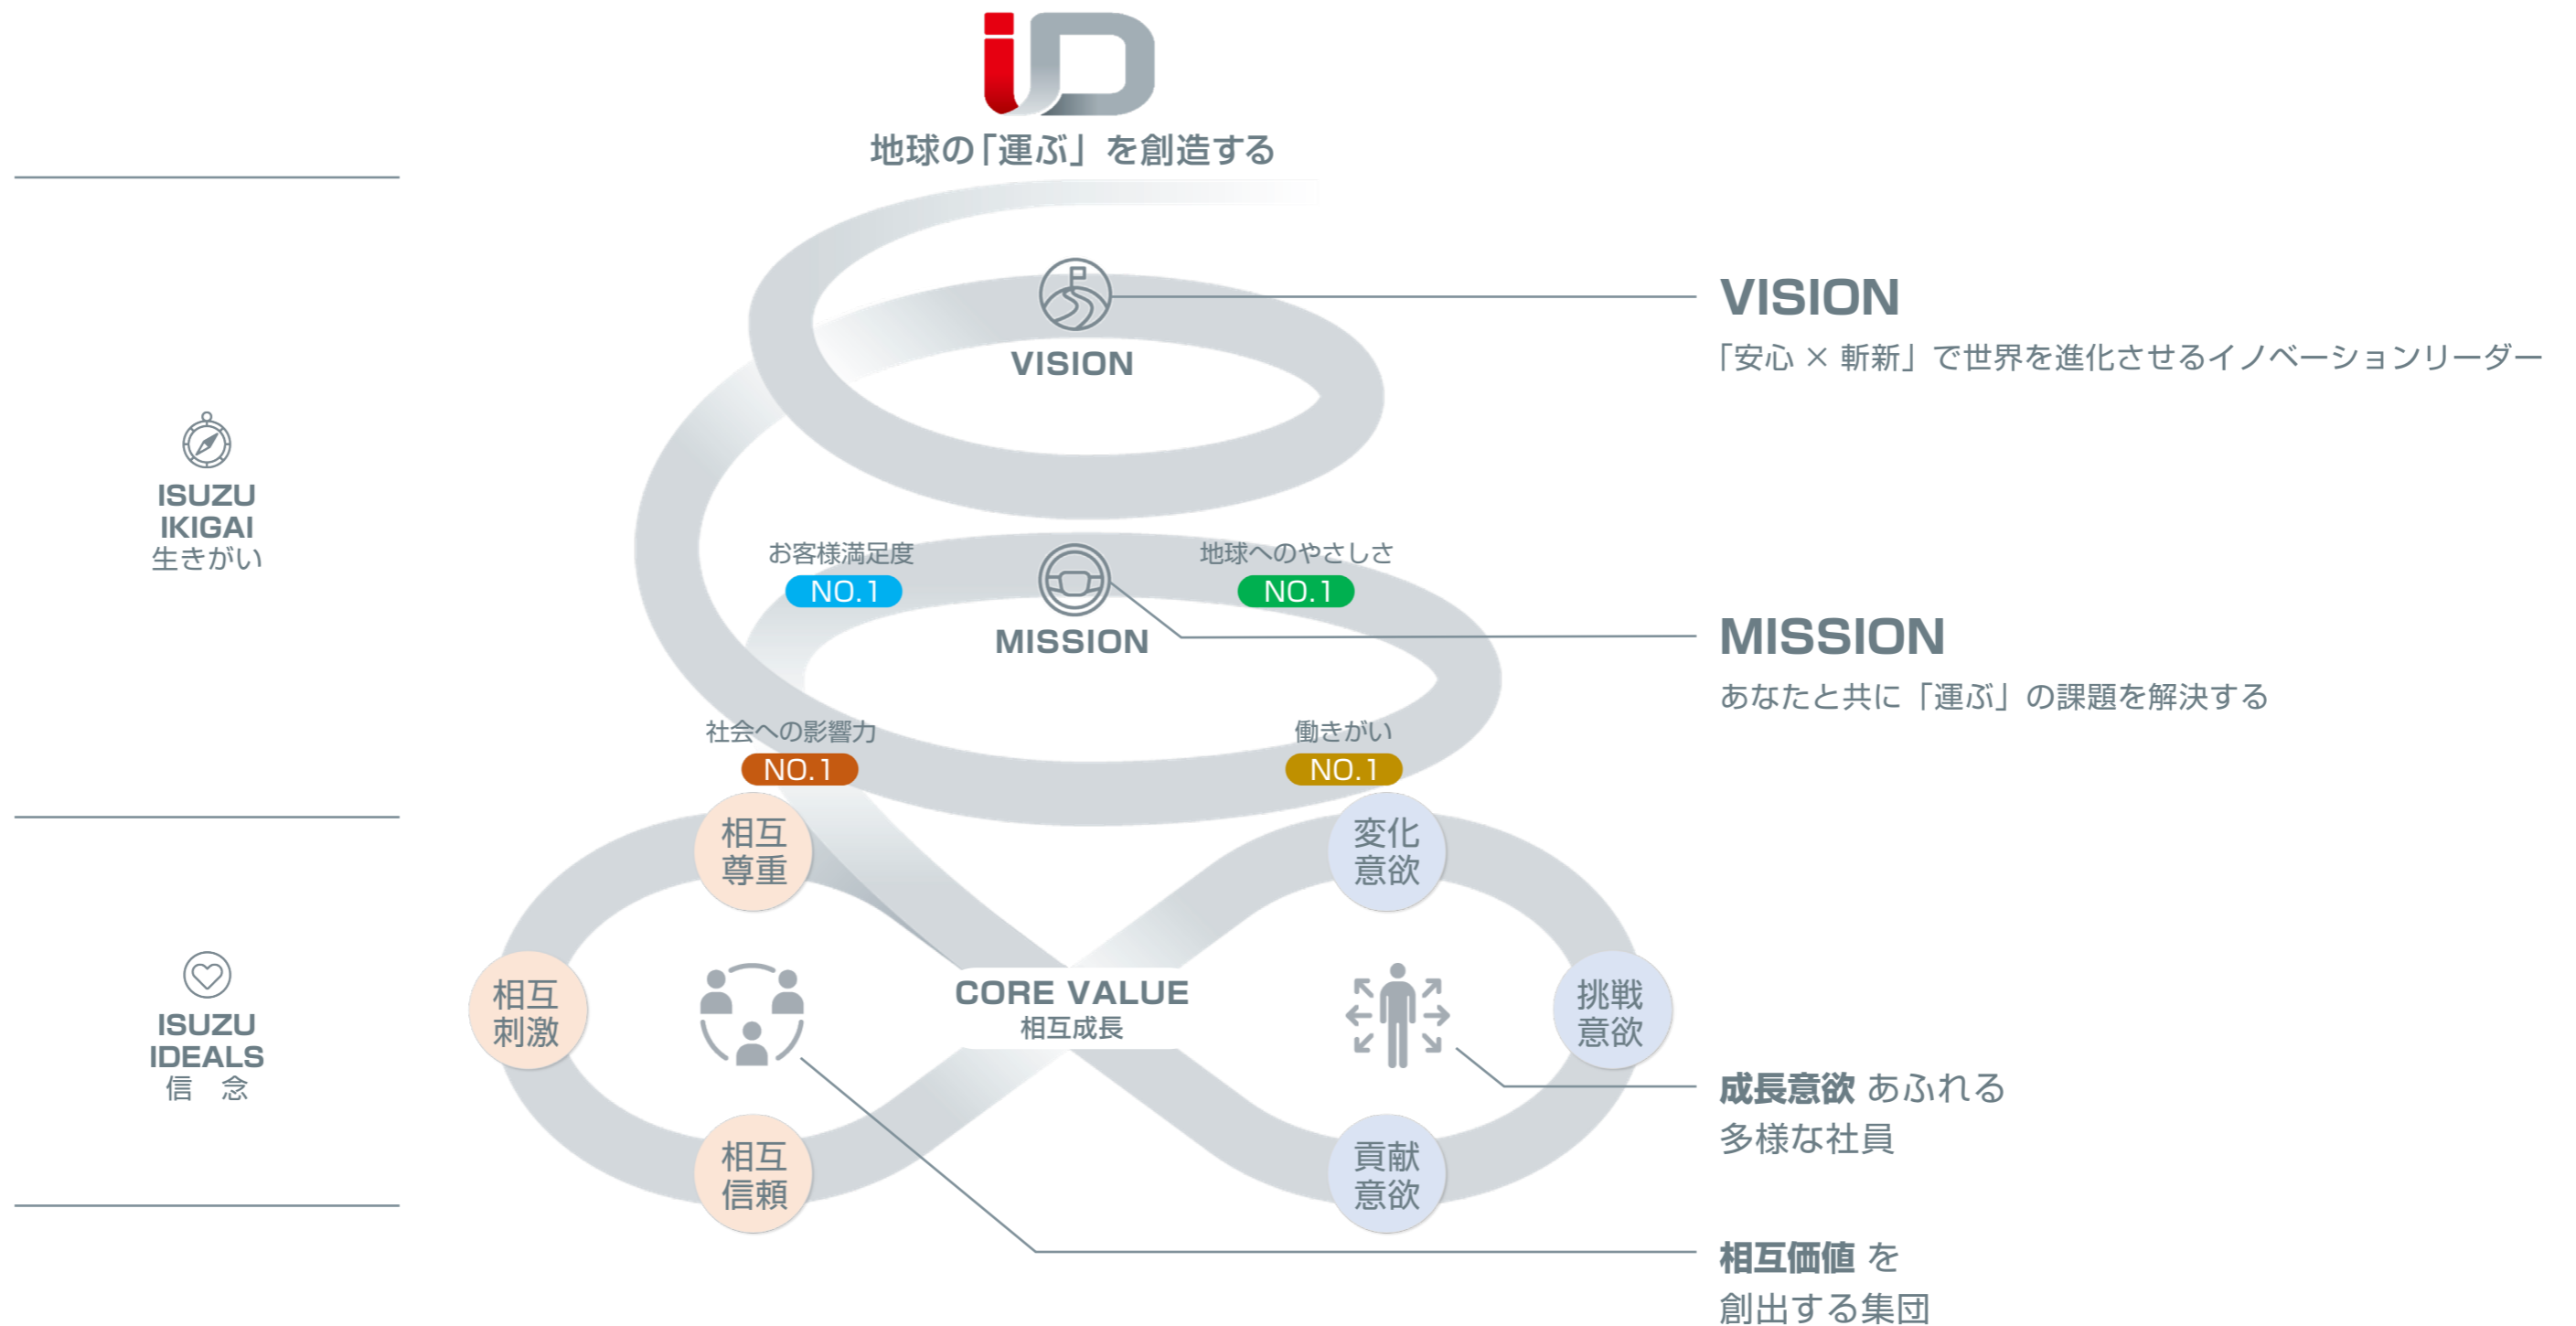 iD
地球の「運ぶ」を創造する
VISION
VISION
「安心 × 斬新」で世界を進化させるイノベーションリーダー
ISUZU
IKIGAI
生きがい
お客様満足度
NO.1
地球へのやさしさ
NO.1
MISSION
MISSION
あなたと共に「運ぶ」の課題を解決する
社会への影響力
NO.1
働きがい
NO.1
相互
尊重
変化
意欲
相互
刺激
CORE VALUE
相互成長
挑戦
意欲
ISUZU
IDEALS
信　念
成長意欲 あふれる
多様な社員
相互
信頼
貢献
意欲
相互価値 を
創出する集団